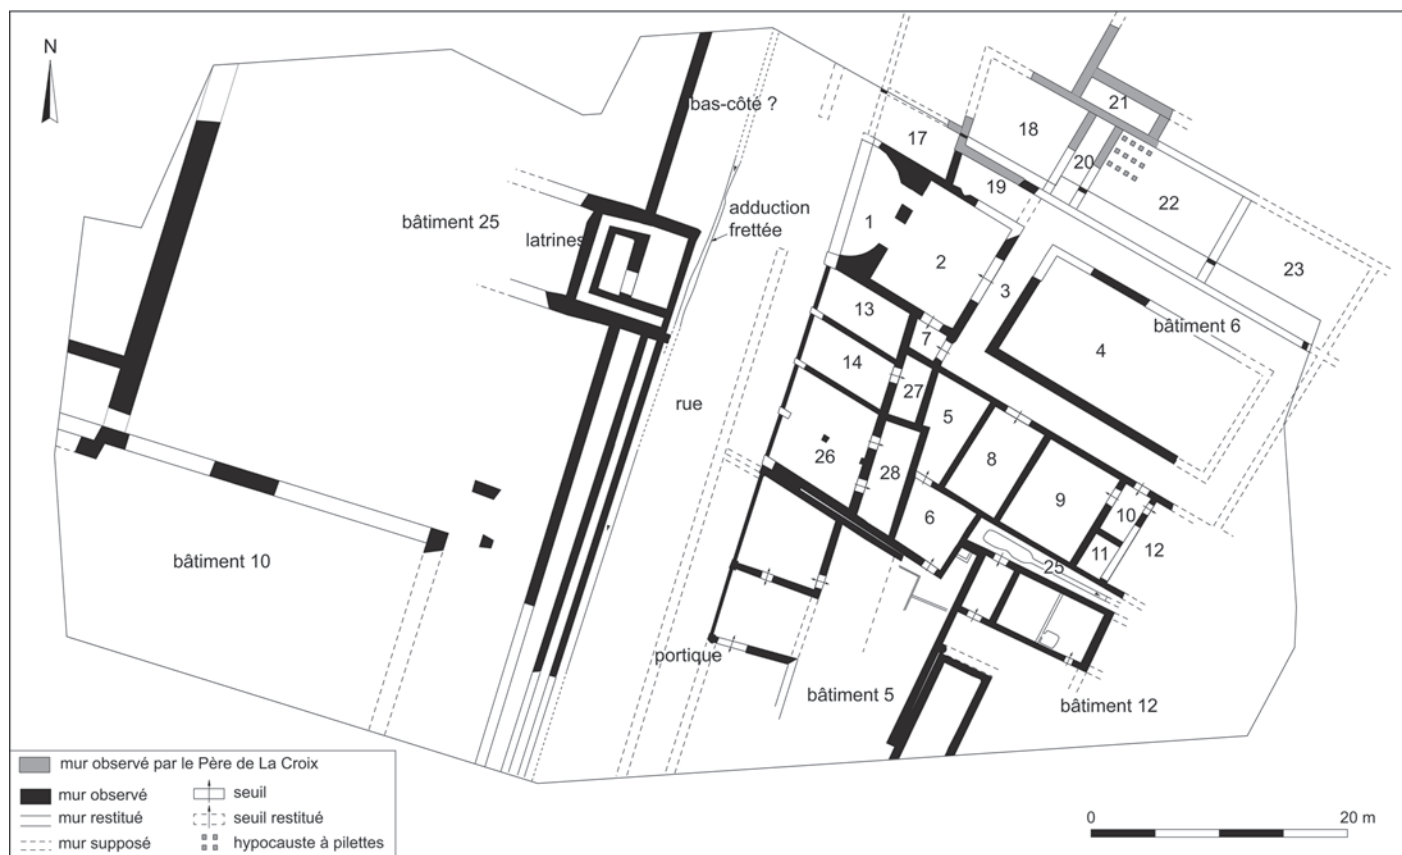 N
bas-côté ?
21
18
17
20
19
22
adduction
frettée
bâtiment 25
latrines
1
2
23
3
13
bâtiment 6
7
4
14
27
rue
5
8
26
28
9
6
10
12
11
25
bâtiment 10
portique
bâtiment 5
bâtiment 12
mur observé par le Père de La Croix
mur observé
seuil
mur restitué
seuil restitué
mur supposé
hypocauste à pilettes
0
20 m